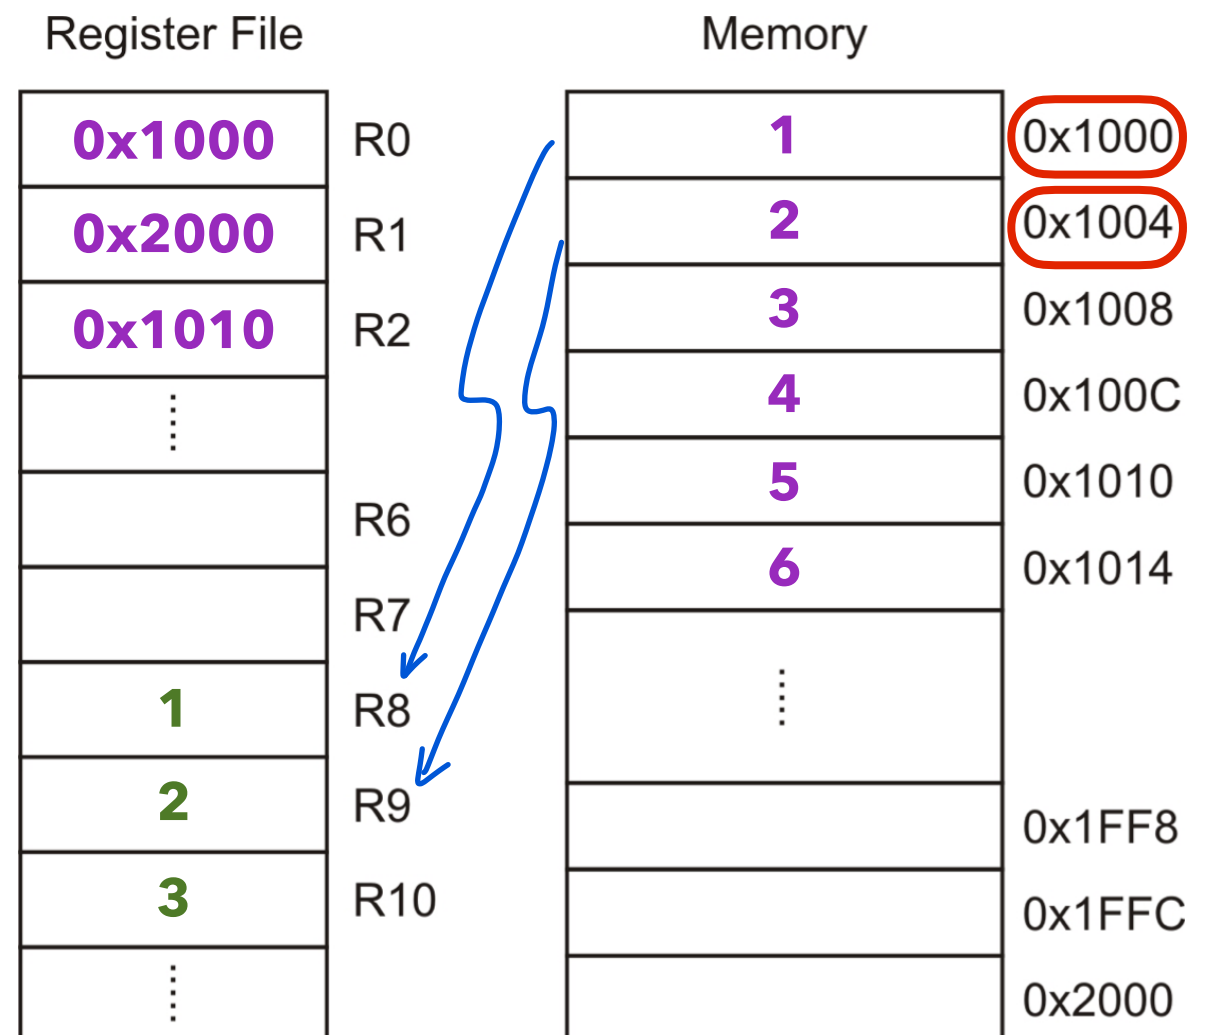 Register File
0x1000 R0
0x2000 R1
0x1010 R2
R6
R7
1 R8
2 R9
3 R10
Memory
1 0x1000
2 0x1004
3 0x1008
4 0x100C
5 0x1010
6 0x1014
0x1FF8
0x1FFC
0x2000